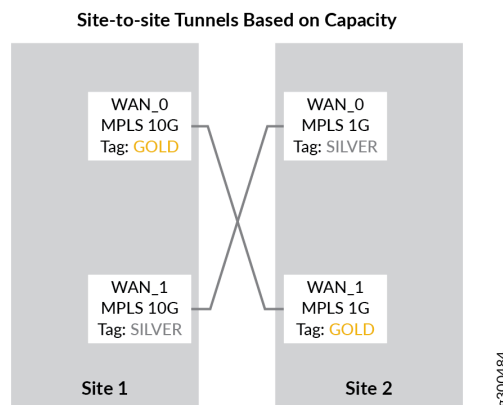 Site-to-site Tunnels Based on Capacity
WAN_0
MPLS 10G
Tag: GOLD
WAN_0
MPLS 1G
Tag: SILVER
WAN_1
MPLS 10G
Tag: SILVER
WAN_1
MPLS 1G
Tag: GOLD
Site 1
Site 2